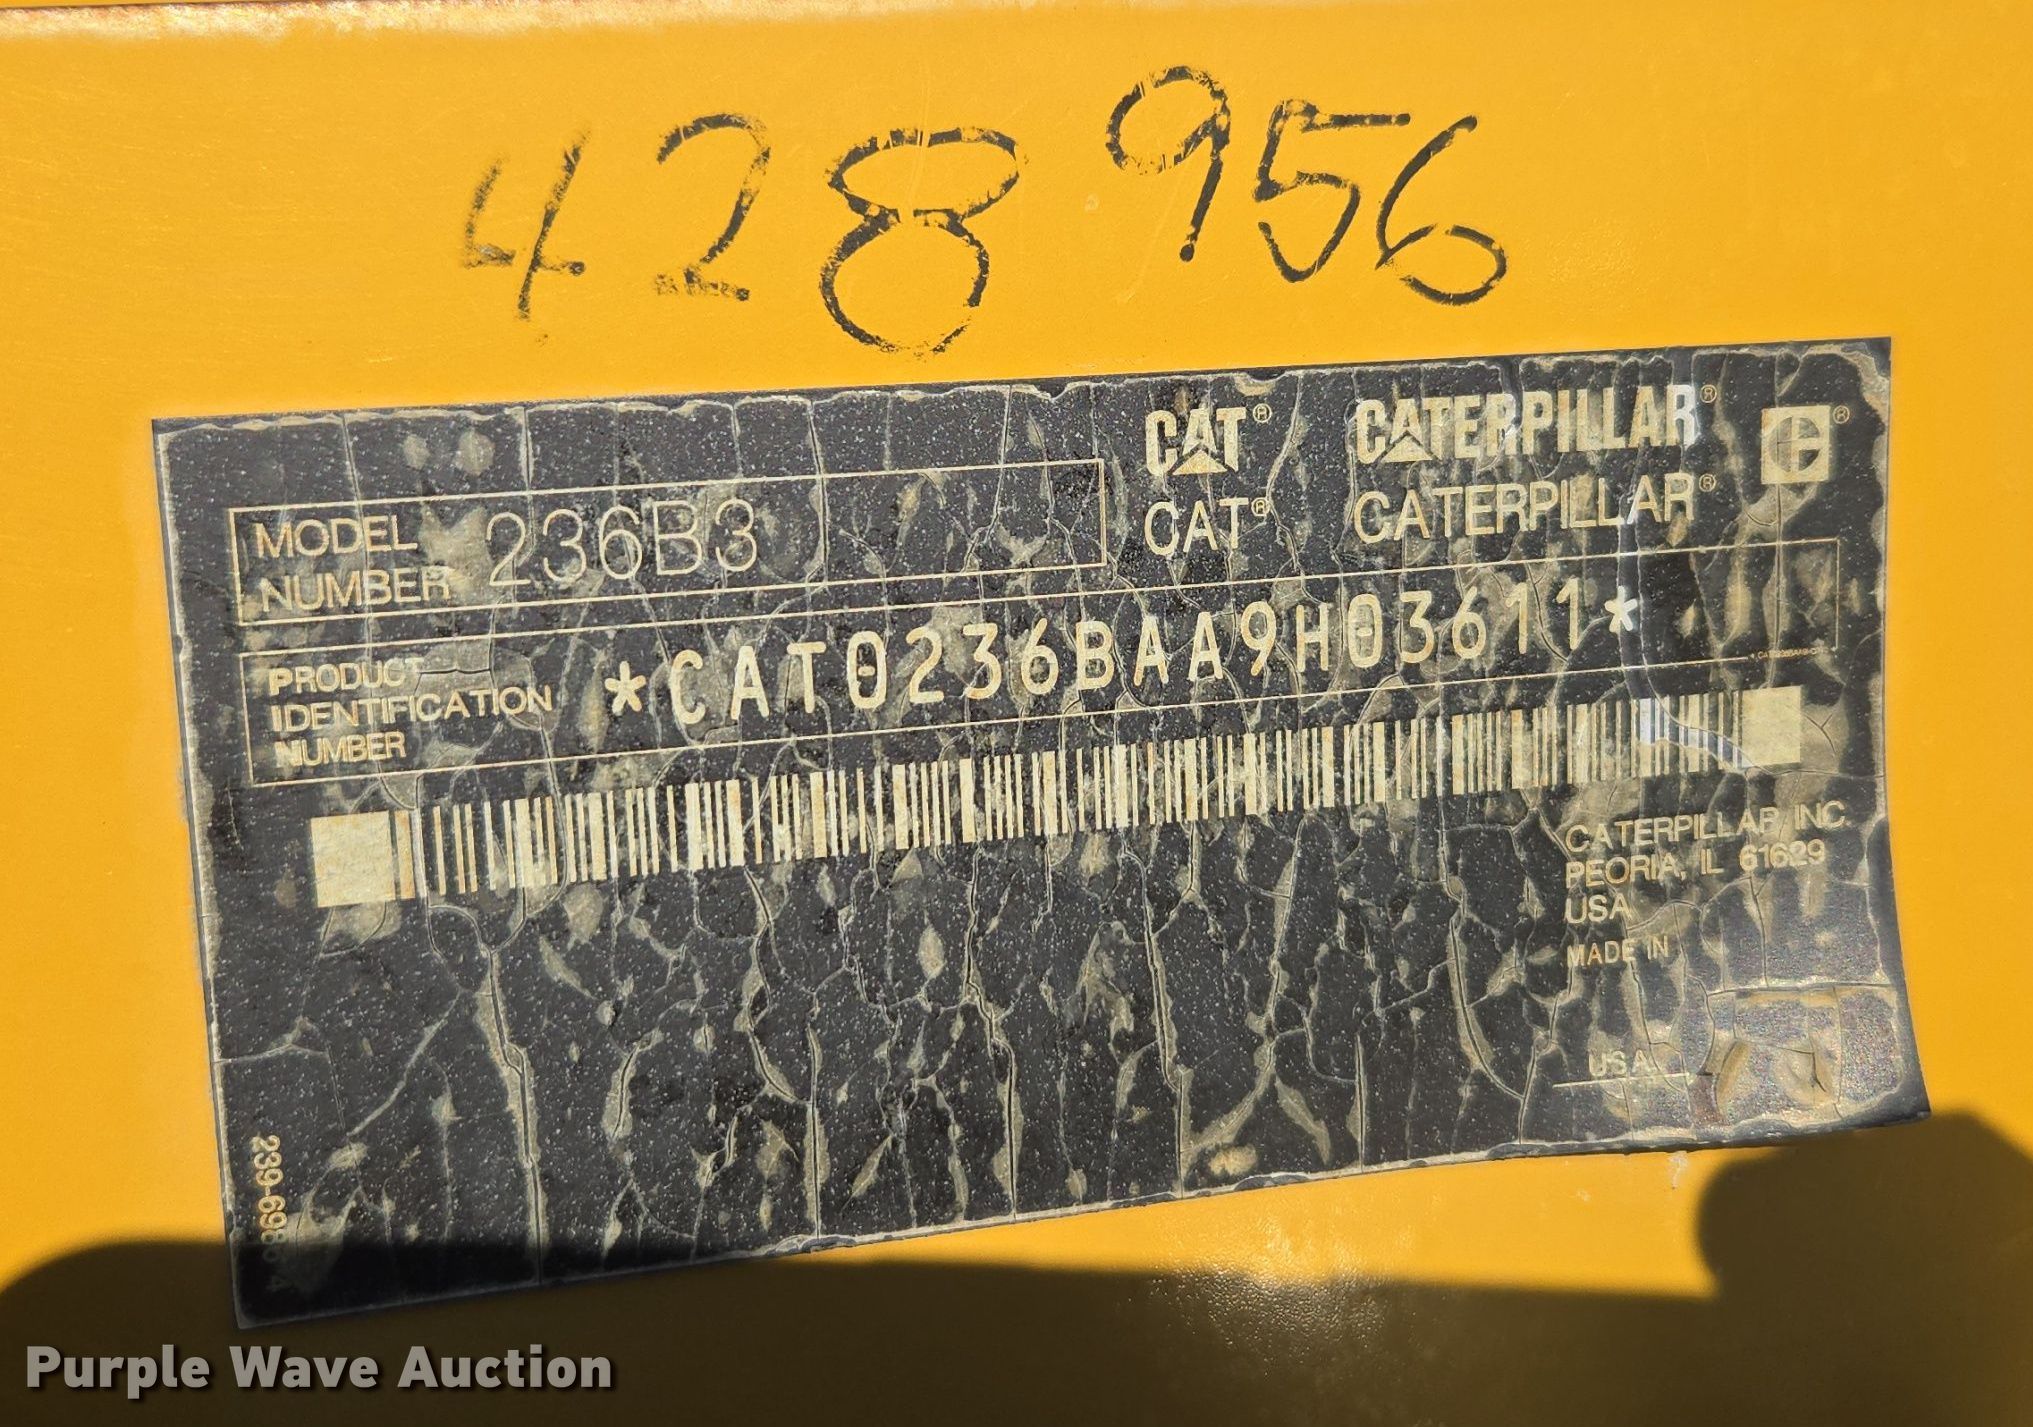 428956
CAT® CATERPILLAR® ®
CAT® CATERPILLAR®
MODEL
NUMBER 236B3
PRODUCT
IDENTIFICATION
NUMBER
*CAT0236BAA9H03611*
CATERPILLAR INC.
PEORIA, IL 61629
USA
MADE IN
USA
Purple Wave Auction